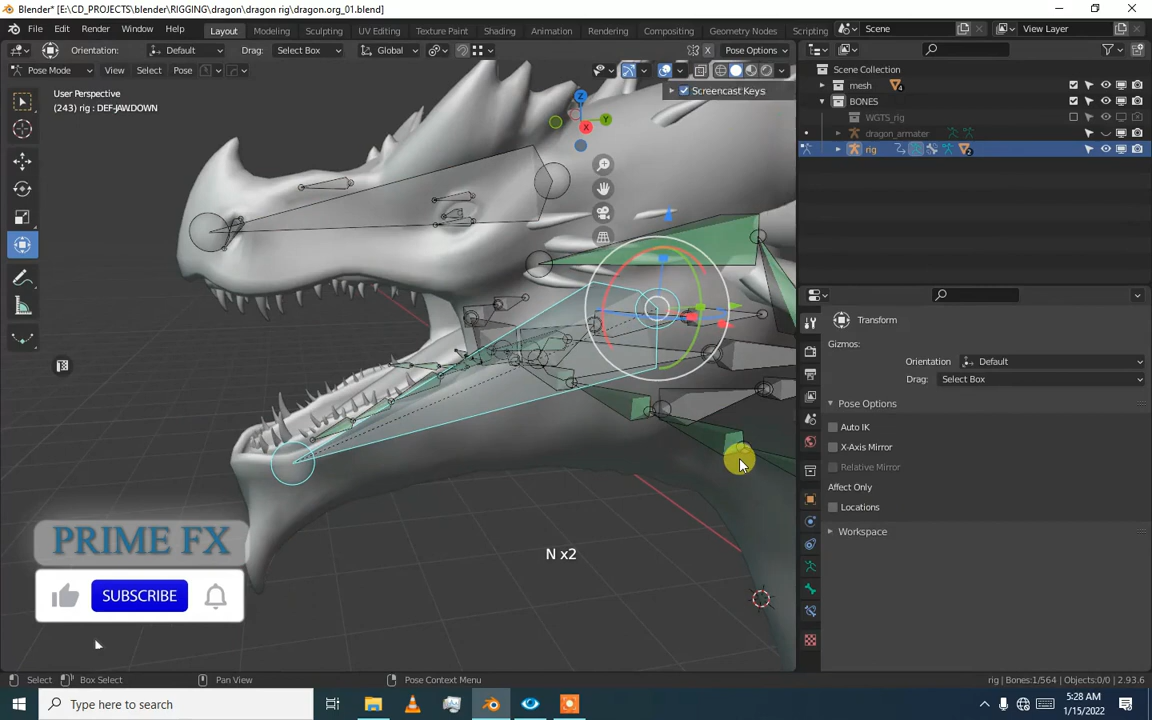 Blender* [E:\CD_PROJECTS\blender\RIGGING\dragon\dragon rig\dragon.org_01.blend]
File Edit Render Window Help Layout Modeling Sculpting UV Editing Texture Paint Shading Animation Rendering Compositing Geometry Nodes Scripting Scene View Layer
Orientation: Default Drag: Select Box Global Pose Options
Pose Mode View Select Pose
User Perspective
(243) rig : DEF-JAWDOWN
Screencast Keys
Z
Y
X
Scene Collection
mesh 4
BONES
WGTS_rig
dragon_armater
rig 2
Transform
Gizmos:
Orientation Default
Drag: Select Box
Pose Options
Auto IK
X-Axis Mirror
Relative Mirror
Affect Only
Locations
Workspace
N x2
PRIME FX
SUBSCRIBE
Select Box Select Pan View Pose Context Menu rig | Bones:1/564 | Objects:0/0 | 2.93.6
Type here to search
5:28 AM
1/15/2022